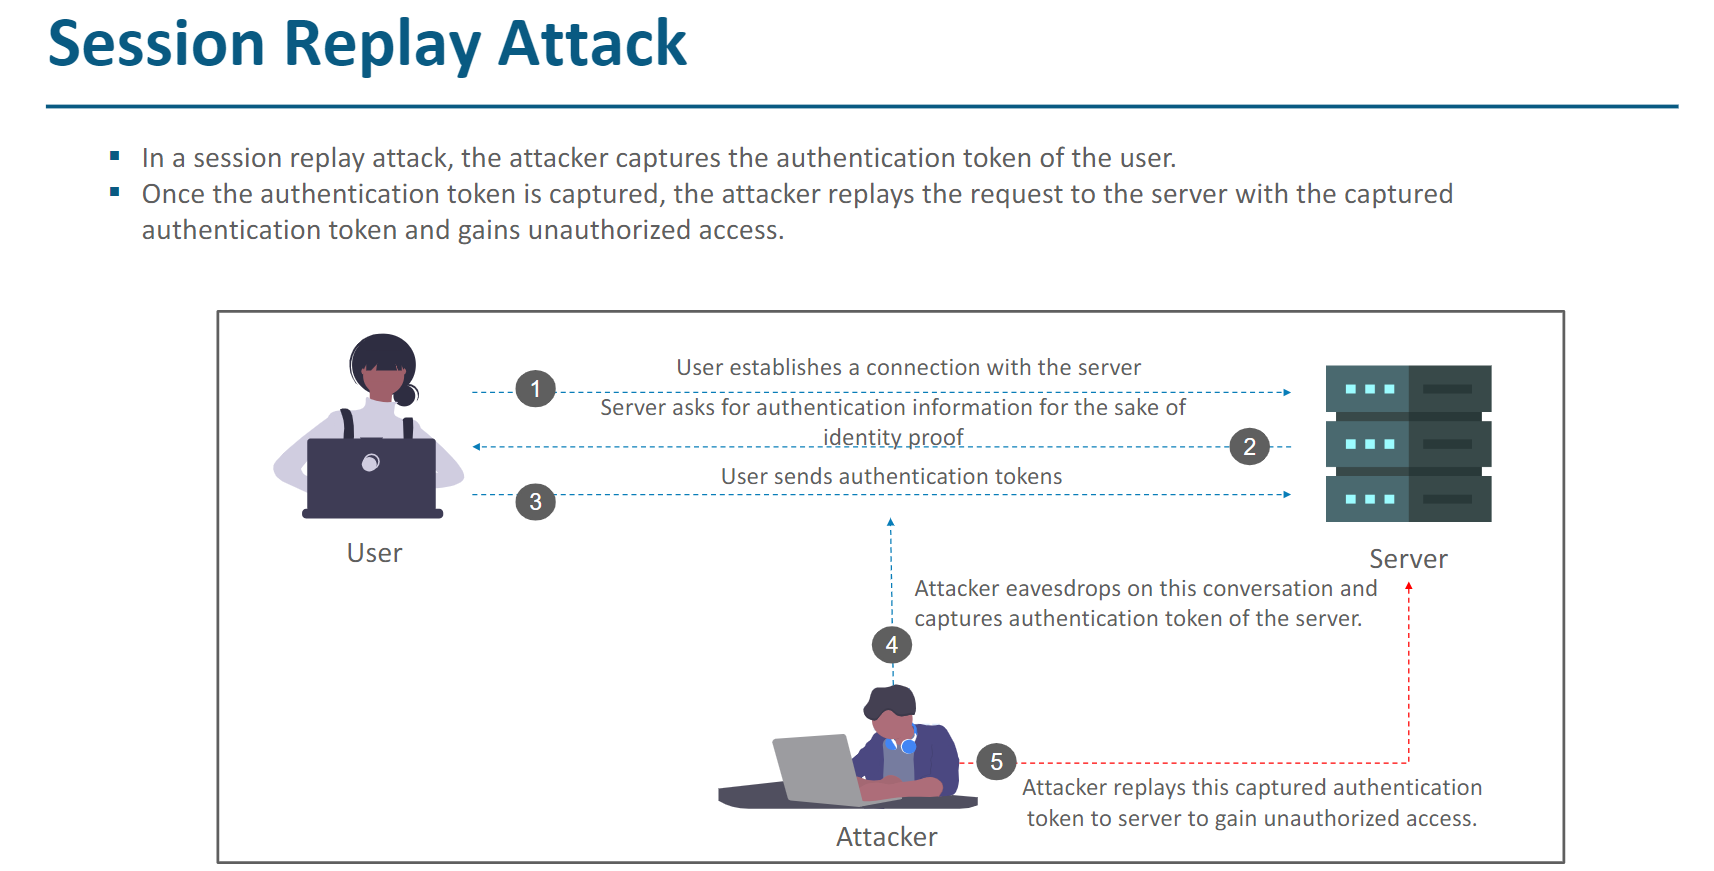 Session Replay Attack
In a session replay attack, the attacker captures the authentication token of the user.
Once the authentication token is captured, the attacker replays the request to the server with the captured
authentication token and gains unauthorized access.
User establishes a connection with the server
1
Server asks for authentication information for the sake of
identity proof
2
User sends authentication tokens
3
User
Server
Attacker eavesdrops on this conversation and
captures authentication token of the server.
4
5
Attacker replays this captured authentication
token to server to gain unauthorized access.
Attacker